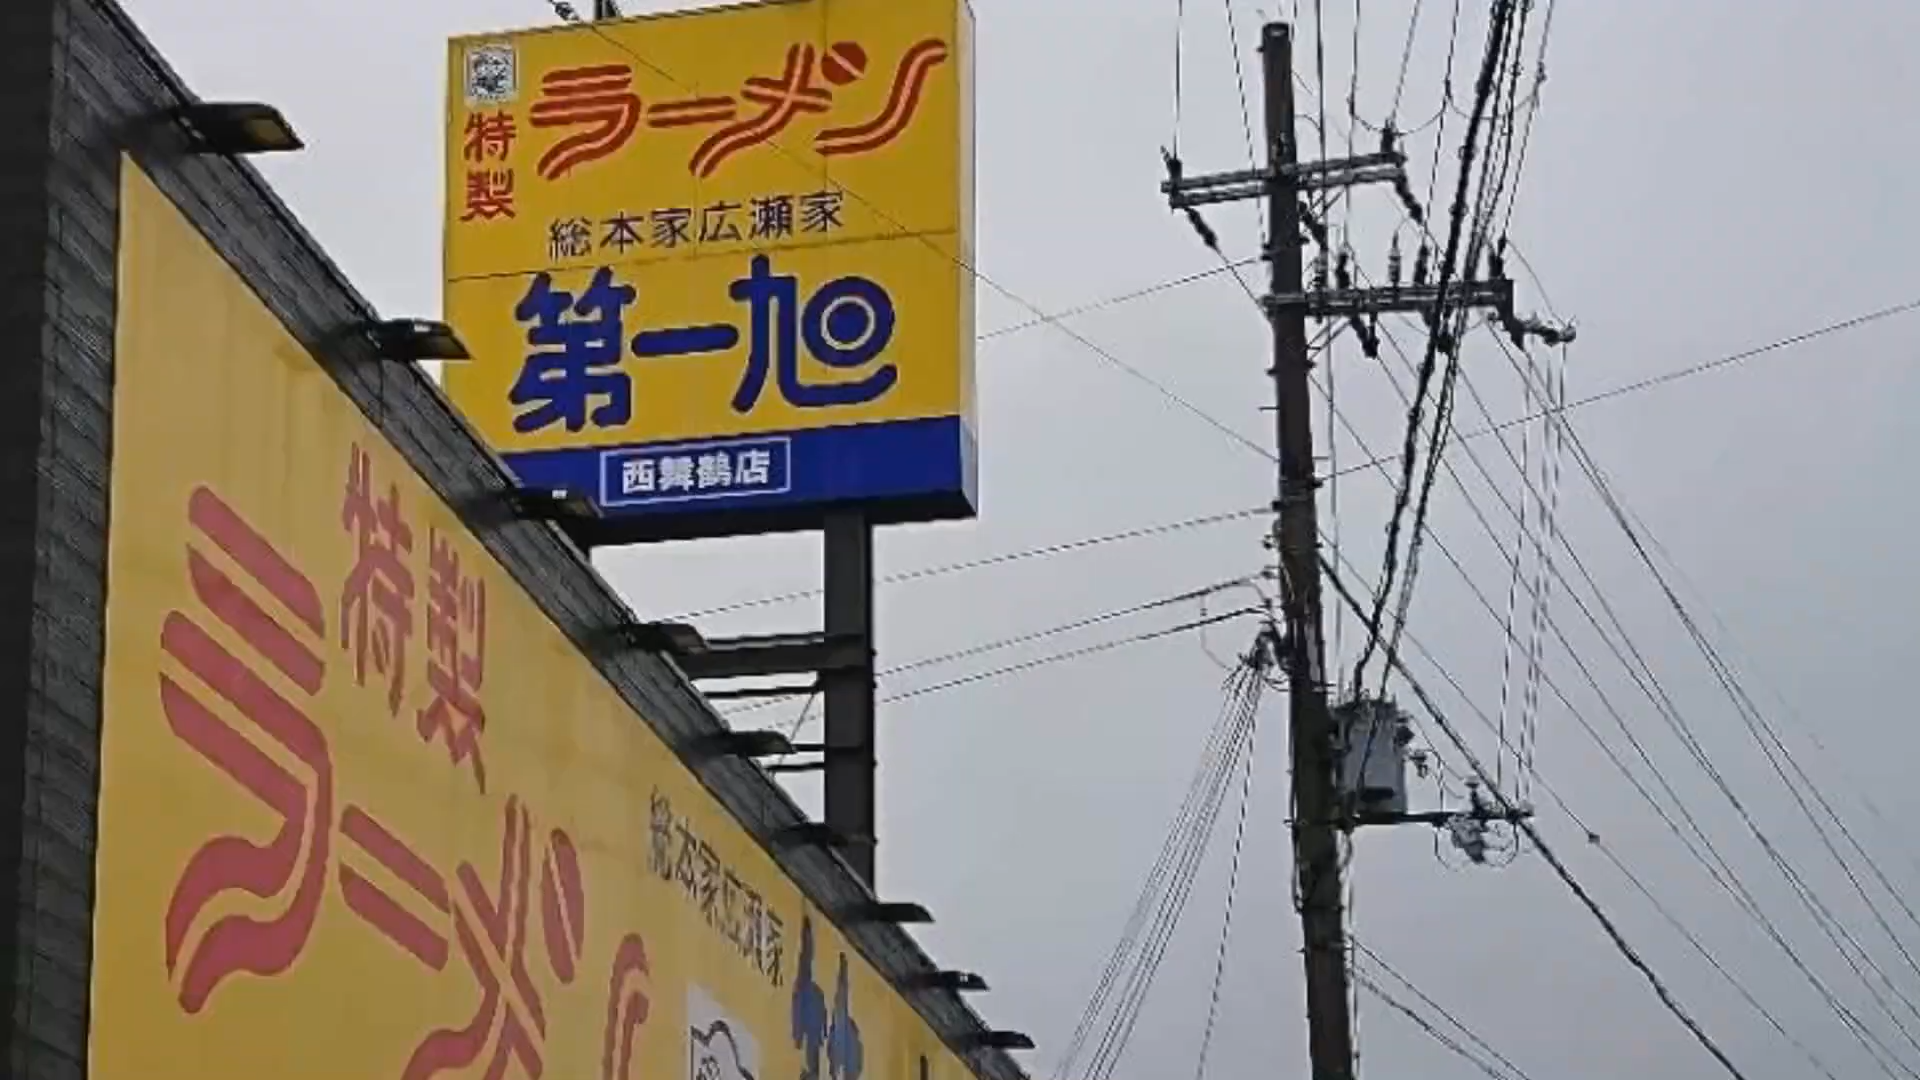 特製
ラーメン
総本家広瀬家
第一旭
西舞鶴店
特製
ラーメン
総本家広瀬家